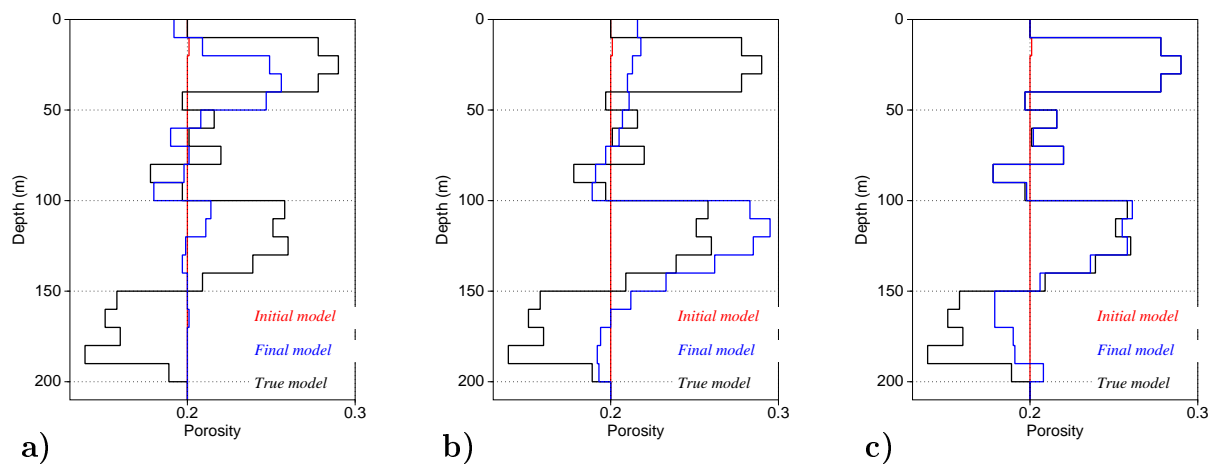 0
50
100
150
200
Depth (m)
0.2
0.3
Porosity
Initial model
Final model
True model
a)
0
50
100
150
200
Depth (m)
0.2
0.3
Porosity
Initial model
Final model
True model
b)
0
50
100
150
200
Depth (m)
0.2
0.3
Porosity
Initial model
Final model
True model
c)